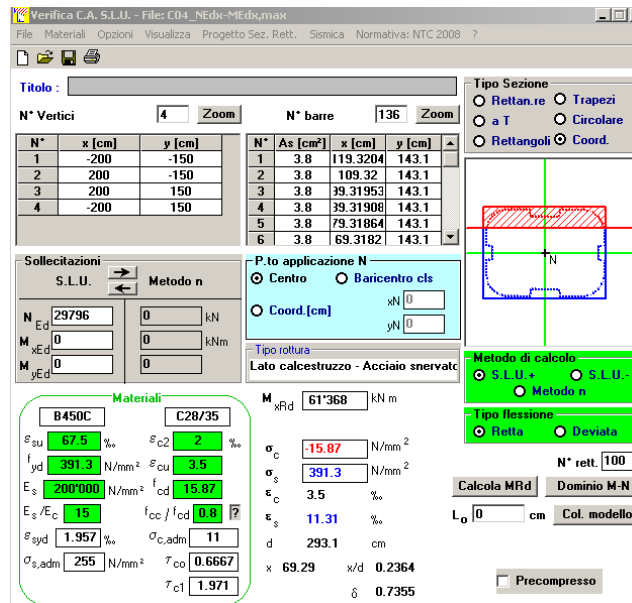 Verifica C.A. S.L.U. - File: C04_NEdx-MEdx,max
File Materiali Opzioni Visualizza Progetto Sez. Rett. Sismica Normativa: NTC 2008 ?
Titolo :
N° Vertici 4 Zoom N° barre 136 Zoom
N° x [cm] y [cm]
1 -200 -150
2 200 -150
3 200 150
4 -200 150
N° As [cm²] x [cm] y [cm]
1 3.8 119.3204 143.1
2 3.8 109.32 143.1
3 3.8 99.31953 143.1
4 3.8 89.31908 143.1
5 3.8 79.31864 143.1
6 3.8 69.3182 143.1
Tipo Sezione
Rettan.re Trapezi
a T Circolare
Rettangoli Coord.
N
Sollecitazioni
S.L.U. Metodo n
N Ed 29796 0 kN
M xEd 0 0 kNm
M yEd 0 0
P.to applicazione N
Centro Baricentro cls
Coord.[cm] xN 0
yN 0
Tipo rottura
Lato calcestruzzo - Acciaio snervato
Metodo di calcolo
S.L.U.+ S.L.U.-
Metodo n
Tipo flessione
Retta Deviata
N° rett. 100
Calcola MRd Dominio M-N
L₀ 0 cm Col. modello
Precompresso
Materiali
B450C C28/35
εsu 67.5 ‰ εc2 2 ‰
fyd 391.3 N/mm² εcu 3.5
Es 200'000 N/mm² fcd 15.87
Es/Ec 15 fcc / fcd 0.8 ?
εsyd 1.957 ‰ σc,adm 11
σs,adm 255 N/mm² τco 0.6667
τc1 1.971
M xRd 61'368 kN m
σc -15.87 N/mm²
σs 391.3 N/mm²
εc 3.5 ‰
εs 11.31 ‰
d 293.1 cm
x 69.29 x/d 0.2364
δ 0.7355